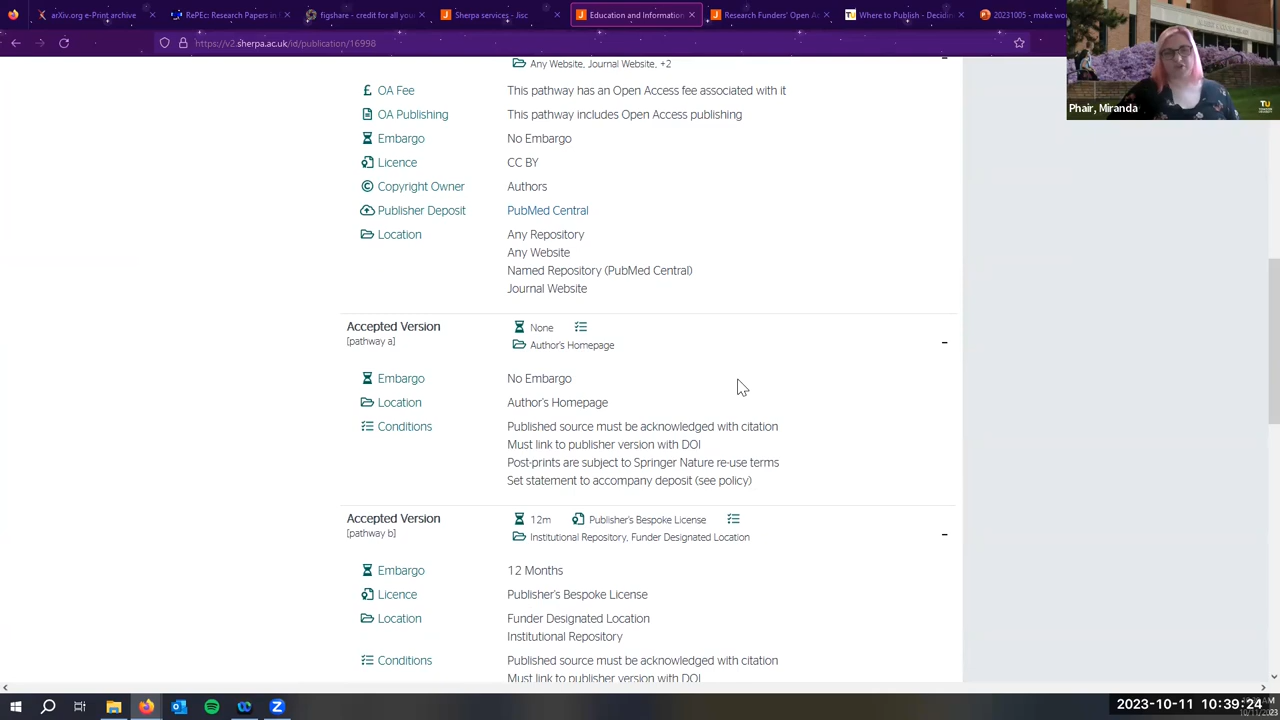 arXiv.org e-Print archive
RePEc: Research Papers in
figshare - credit for all your
Sherpa services - Jisc
Education and Information
Research Funders' Open A
Where to Publish - Decidin
20231005 - make wo
https://v2.sherpa.ac.uk/id/publication/16998
Phair, Miranda
TU
Any Website, Journal Website, +2
£ OA Fee This pathway has an Open Access fee associated with it
OA Publishing This pathway includes Open Access publishing
Embargo No Embargo
Licence CC BY
© Copyright Owner Authors
Publisher Deposit PubMed Central
Location Any Repository
Any Website
Named Repository (PubMed Central)
Journal Website
Accepted Version None
[pathway a] Author's Homepage
Embargo No Embargo
Location Author's Homepage
Conditions Published source must be acknowledged with citation
Must link to publisher version with DOI
Post-prints are subject to Springer Nature re-use terms
Set statement to accompany deposit (see policy)
Accepted Version 12m Publisher's Bespoke License
[pathway b] Institutional Repository, Funder Designated Location
Embargo 12 Months
Licence Publisher's Bespoke License
Location Funder Designated Location
Institutional Repository
Conditions Published source must be acknowledged with citation
Must link to publisher version with DOI
2023-10-11 10:39:24